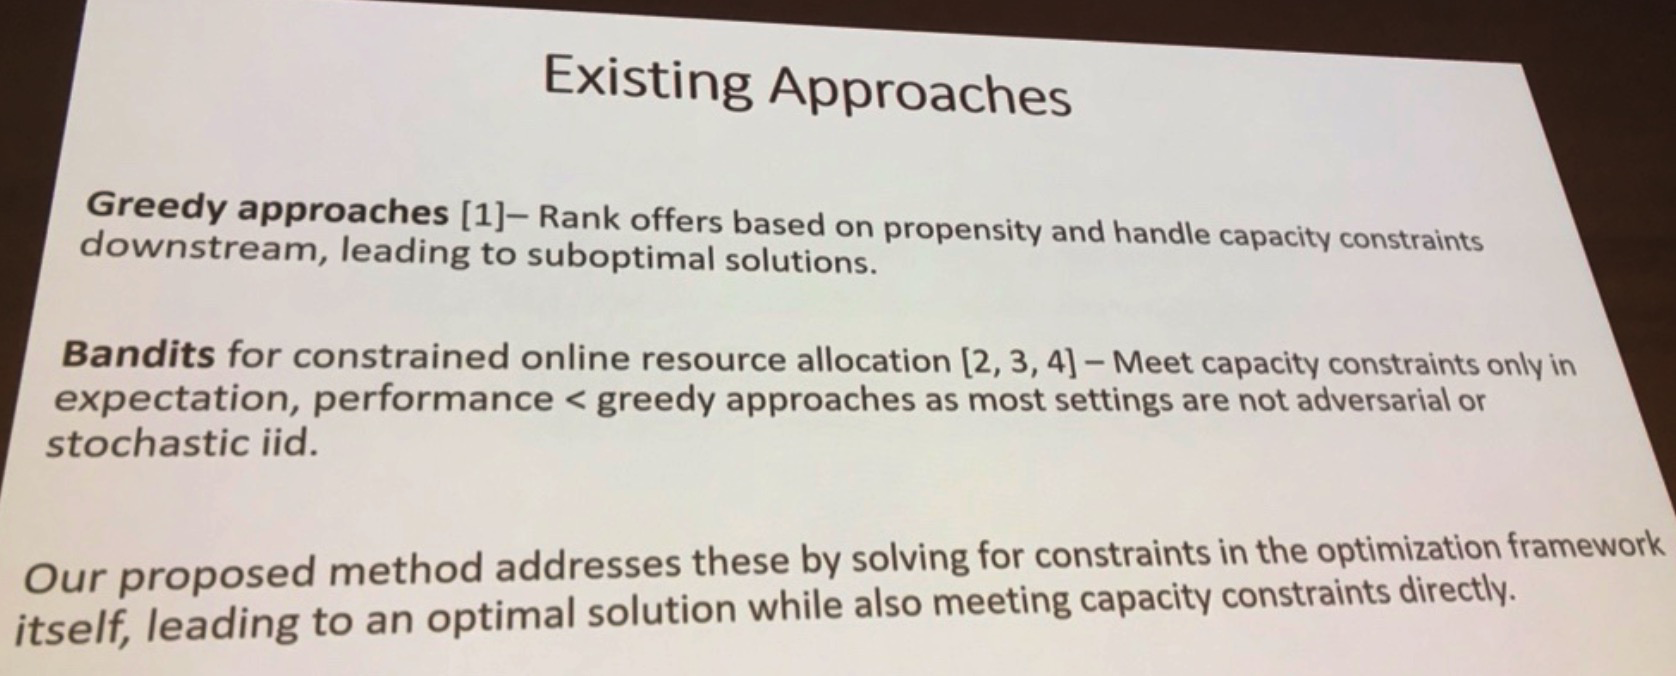 Existing Approaches
Greedy approaches [1]– Rank offers based on propensity and handle capacity constraints
downstream, leading to suboptimal solutions.
Bandits for constrained online resource allocation [2, 3, 4] – Meet capacity constraints only in
expectation, performance < greedy approaches as most settings are not adversarial or
stochastic iid.
Our proposed method addresses these by solving for constraints in the optimization framework
itself, leading to an optimal solution while also meeting capacity constraints directly.